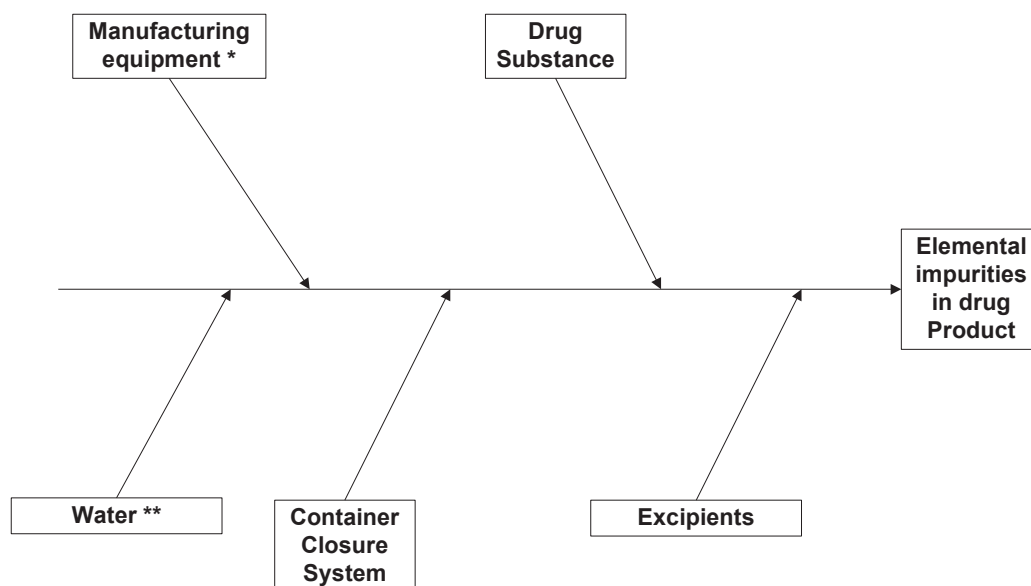 Manufacturing
equipment *
Drug
Substance
Elemental
impurities
in drug
Product
Water **
Container
Closure
System
Excipients